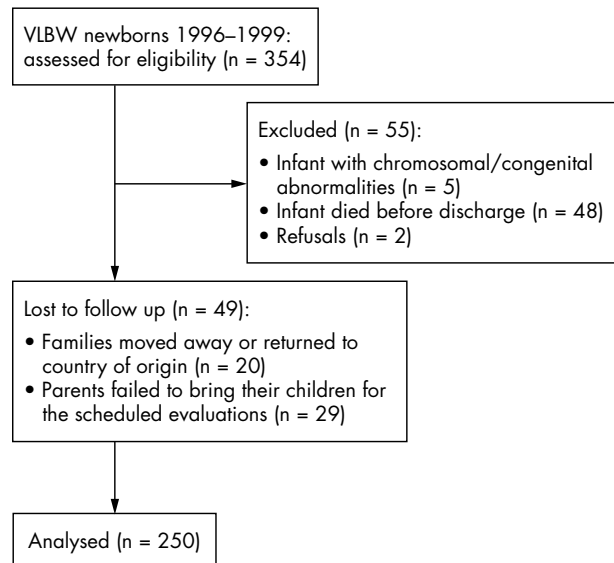 VLBW newborns 1996–1999:
assessed for eligibility (n = 354)
Excluded (n = 55):
• Infant with chromosomal/congenital
abnormalities (n = 5)
• Infant died before discharge (n = 48)
• Refusals (n = 2)
Lost to follow up (n = 49):
• Families moved away or returned to
country of origin (n = 20)
• Parents failed to bring their children for
the scheduled evaluations (n = 29)
Analysed (n = 250)